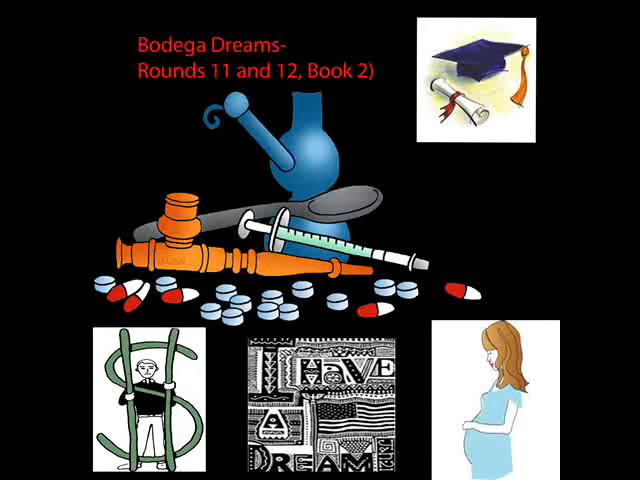 Bodega Dreams-
Rounds 11 and 12, Book 2)
I HAVE
A
DREAM